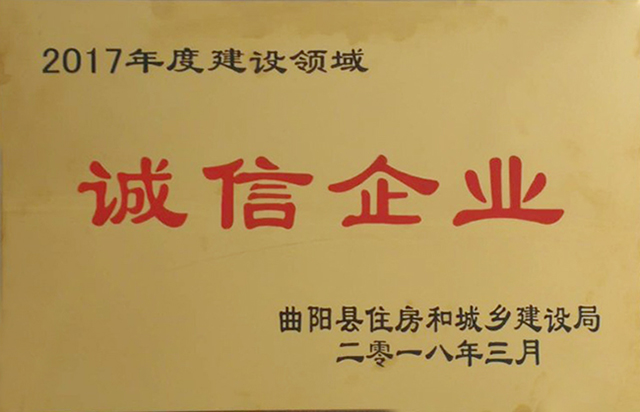 2017年度建设领域
诚信企业
曲阳县住房和城乡建设局
二零一八年三月